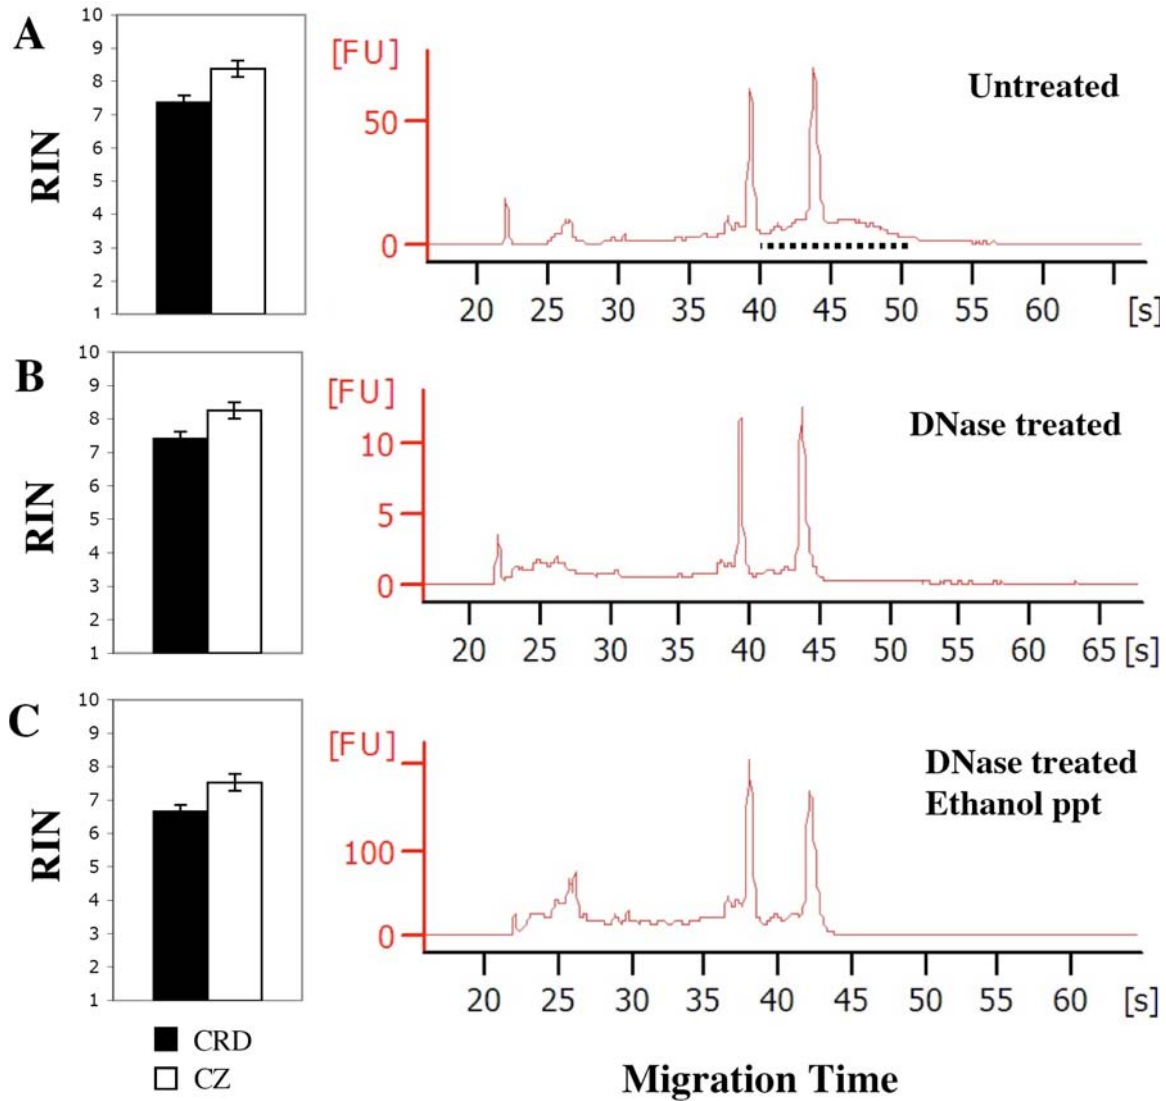 A
RIN
10
9
8
7
6
5
4
3
2
1
[FU]
50
0
Untreated
20 25 30 35 40 45 50 55 60 [s]
B
RIN
10
9
8
7
6
5
4
3
2
1
[FU]
10
5
0
DNase treated
20 25 30 35 40 45 50 55 60 65 [s]
C
RIN
10
9
8
7
6
5
4
3
2
1
[FU]
100
0
DNase treated
Ethanol ppt
20 25 30 35 40 45 50 55 60 [s]
CRD
CZ
Migration Time